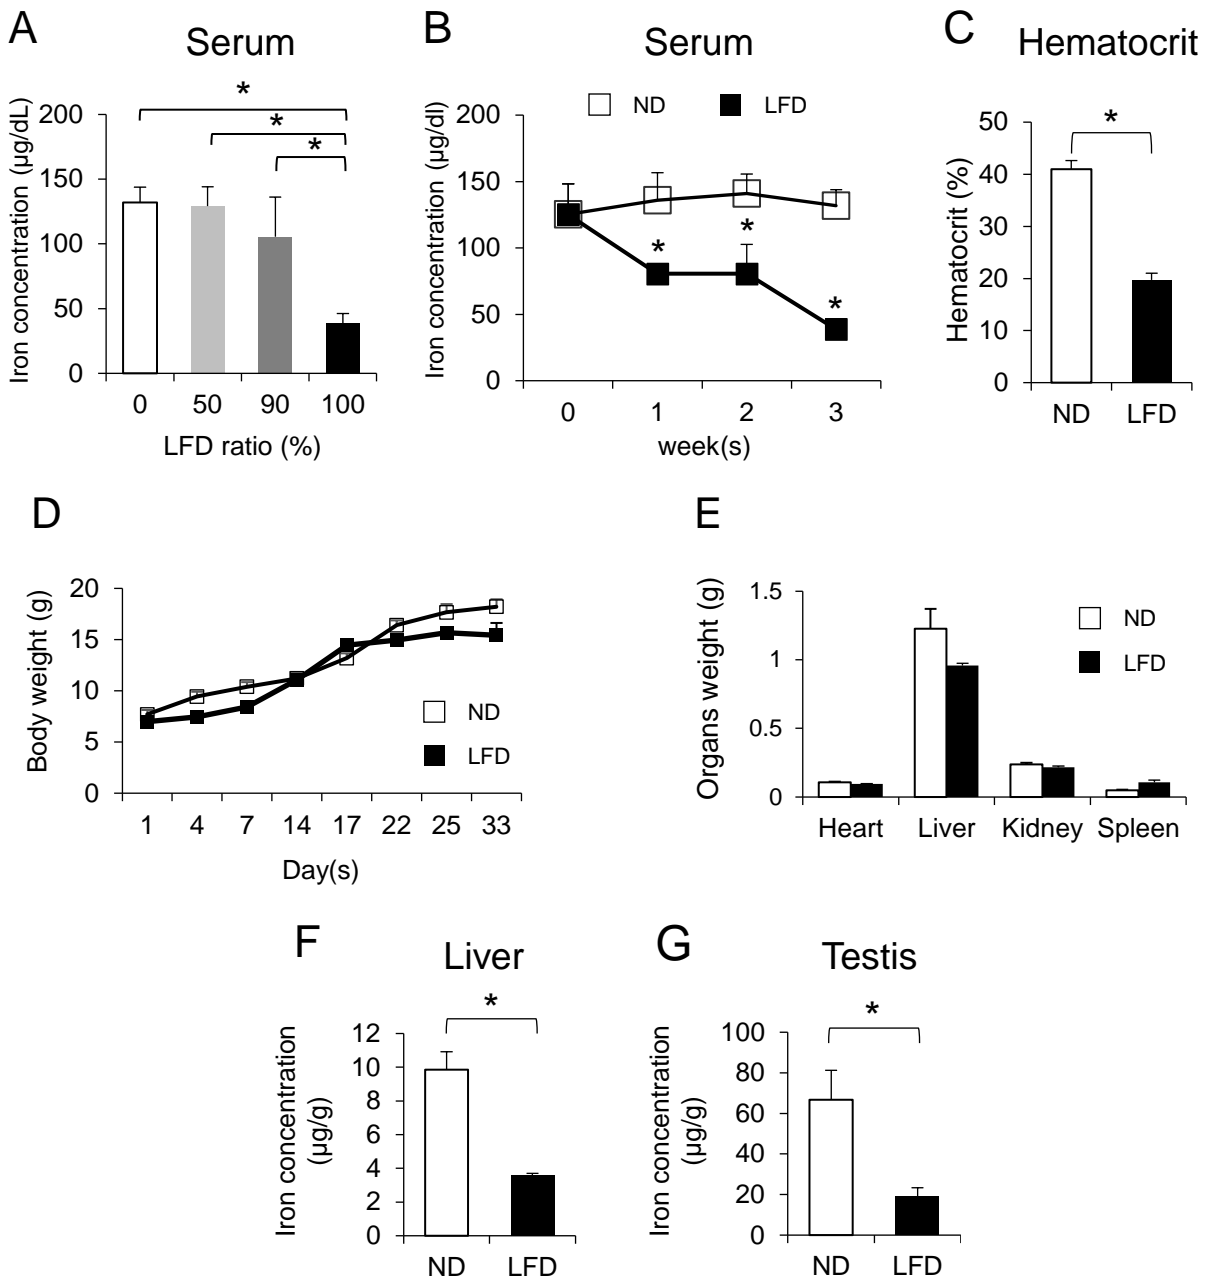 A
Serum
*
*
*
Iron concentration (μg/dL)
200
150
100
50
0
0 50 90 100
LFD ratio (%)
B
Serum
ND LFD
Iron concentration (μg/dl)
200
150
100
50
0
*
*
*
0 1 2 3
week(s)
C
Hematocrit
*
Hematocrit (%)
50
40
30
20
10
0
ND LFD
D
Body weight (g)
20
15
10
5
0
ND
LFD
1 4 7 14 17 22 25 33
Day(s)
E
Organs weight (g)
1.5
1
0.5
0
ND
LFD
Heart Liver Kidney Spleen
F
Liver
*
Iron concentration
(μg/g)
12
10
8
6
4
2
0
ND LFD
G
Testis
*
Iron concentration
(μg/g)
100
80
60
40
20
0
ND LFD